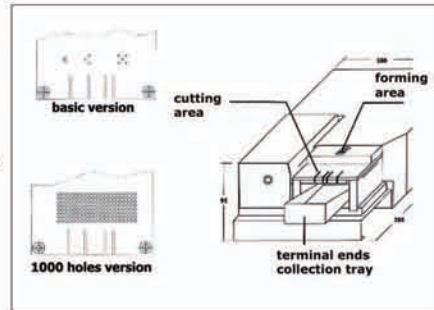 basic version
1000 holes version
cutting
area
forming
area
terminal ends
collection tray